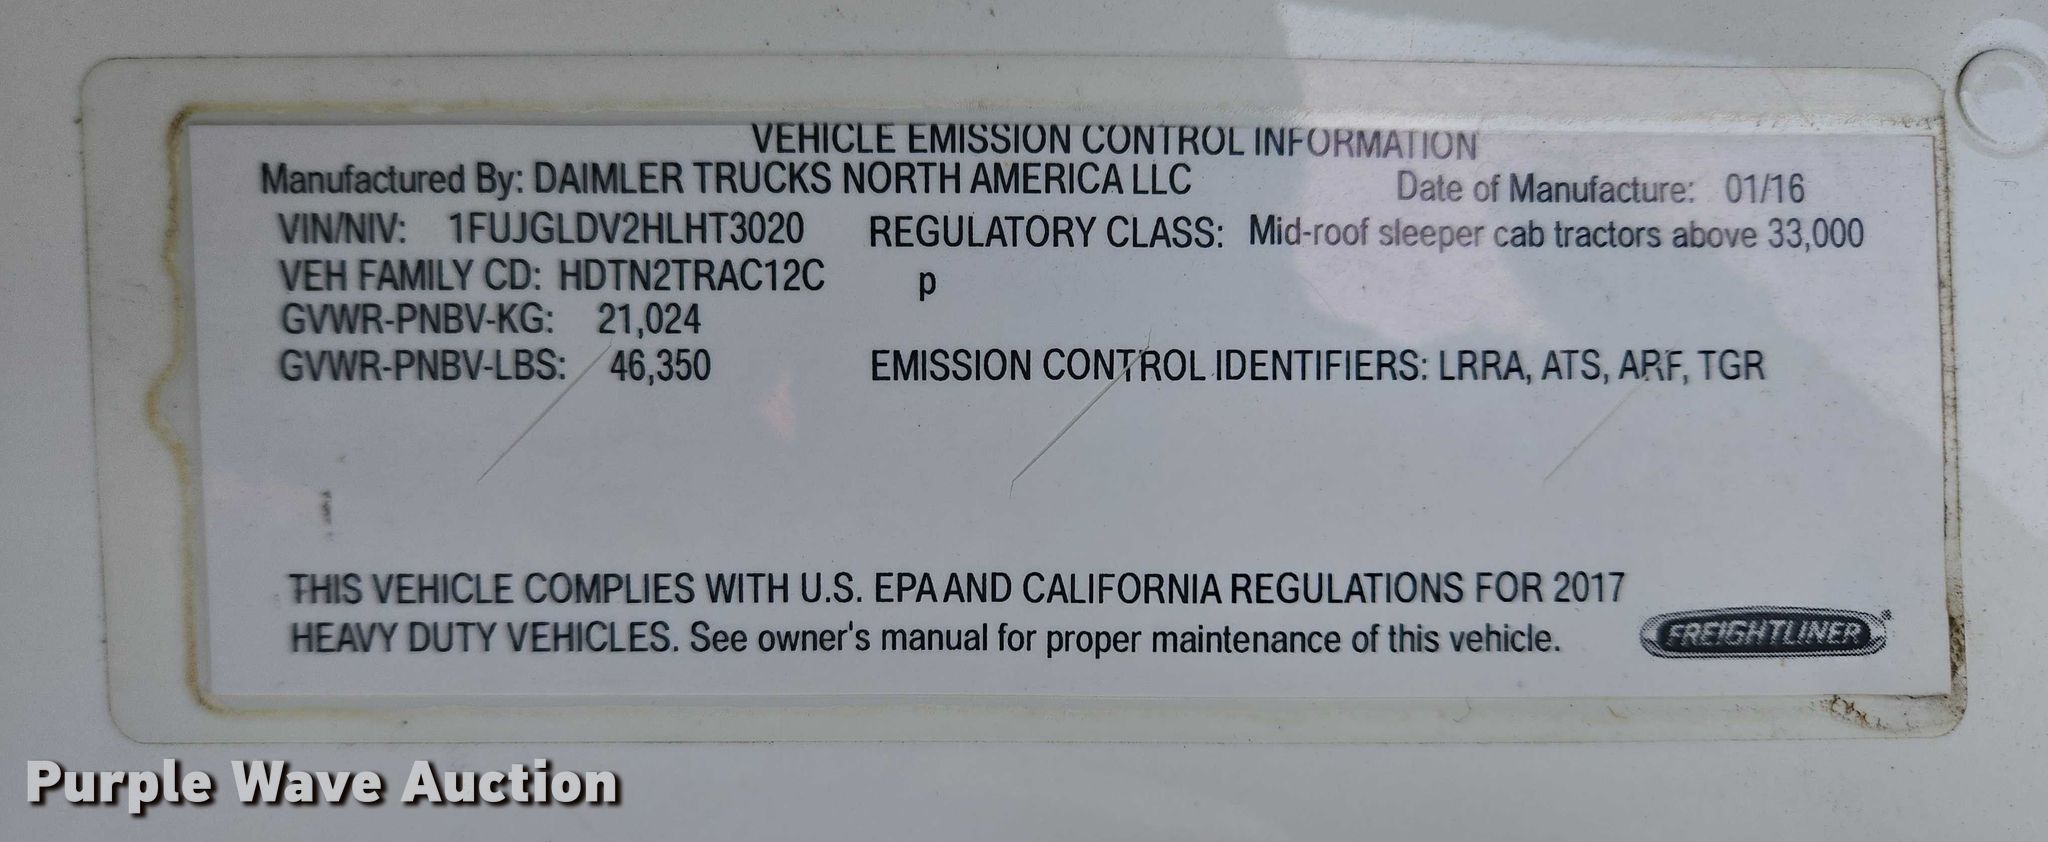 VEHICLE EMISSION CONTROL INFORMATION
Manufactured By: DAIMLER TRUCKS NORTH AMERICA LLC
Date of Manufacture: 01/16
VIN/NIV: 1FUJGLDV2HLHT3020
REGULATORY CLASS: Mid-roof sleeper cab tractors above 33,000
VEH FAMILY CD: HDTN2TRAC12C
p
GVWR-PNBV-KG: 21,024
GVWR-PNBV-LBS: 46,350
EMISSION CONTROL IDENTIFIERS: LRRA, ATS, ARF, TGR
THIS VEHICLE COMPLIES WITH U.S. EPA AND CALIFORNIA REGULATIONS FOR 2017
HEAVY DUTY VEHICLES. See owner's manual for proper maintenance of this vehicle.
FREIGHTLINER
Purple Wave Auction